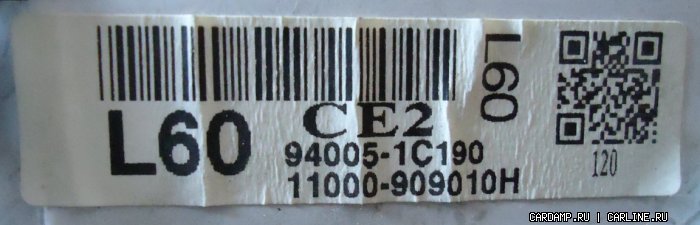 L60
CE2
L60
94005-1C190
11000-909010H
120
CARDAMP.RU | CARLINE.RU